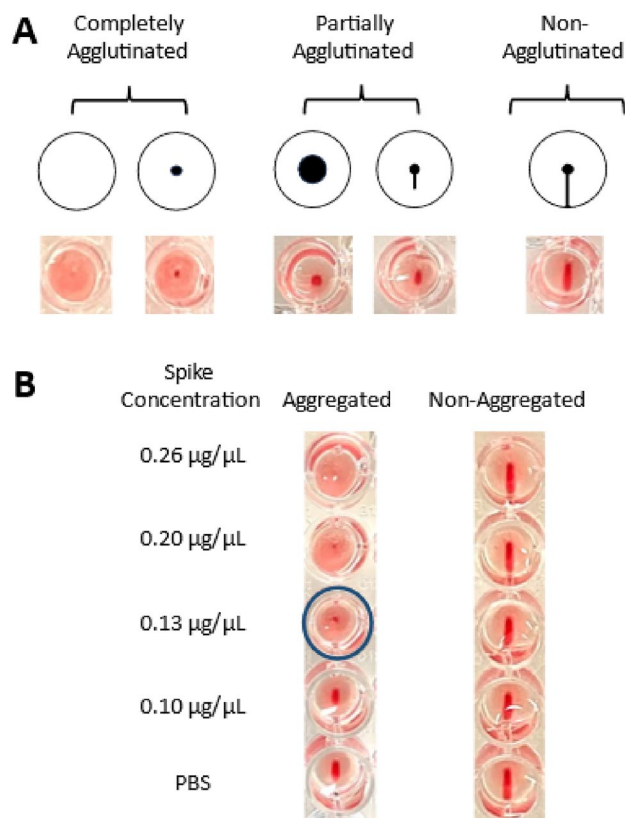 A
Completely
Agglutinated
Partially
Agglutinated
Non-
Agglutinated
B
Spike
Concentration
Aggregated
Non-Aggregated
0.26 µg/µL
0.20 µg/µL
0.13 µg/µL
0.10 µg/µL
PBS